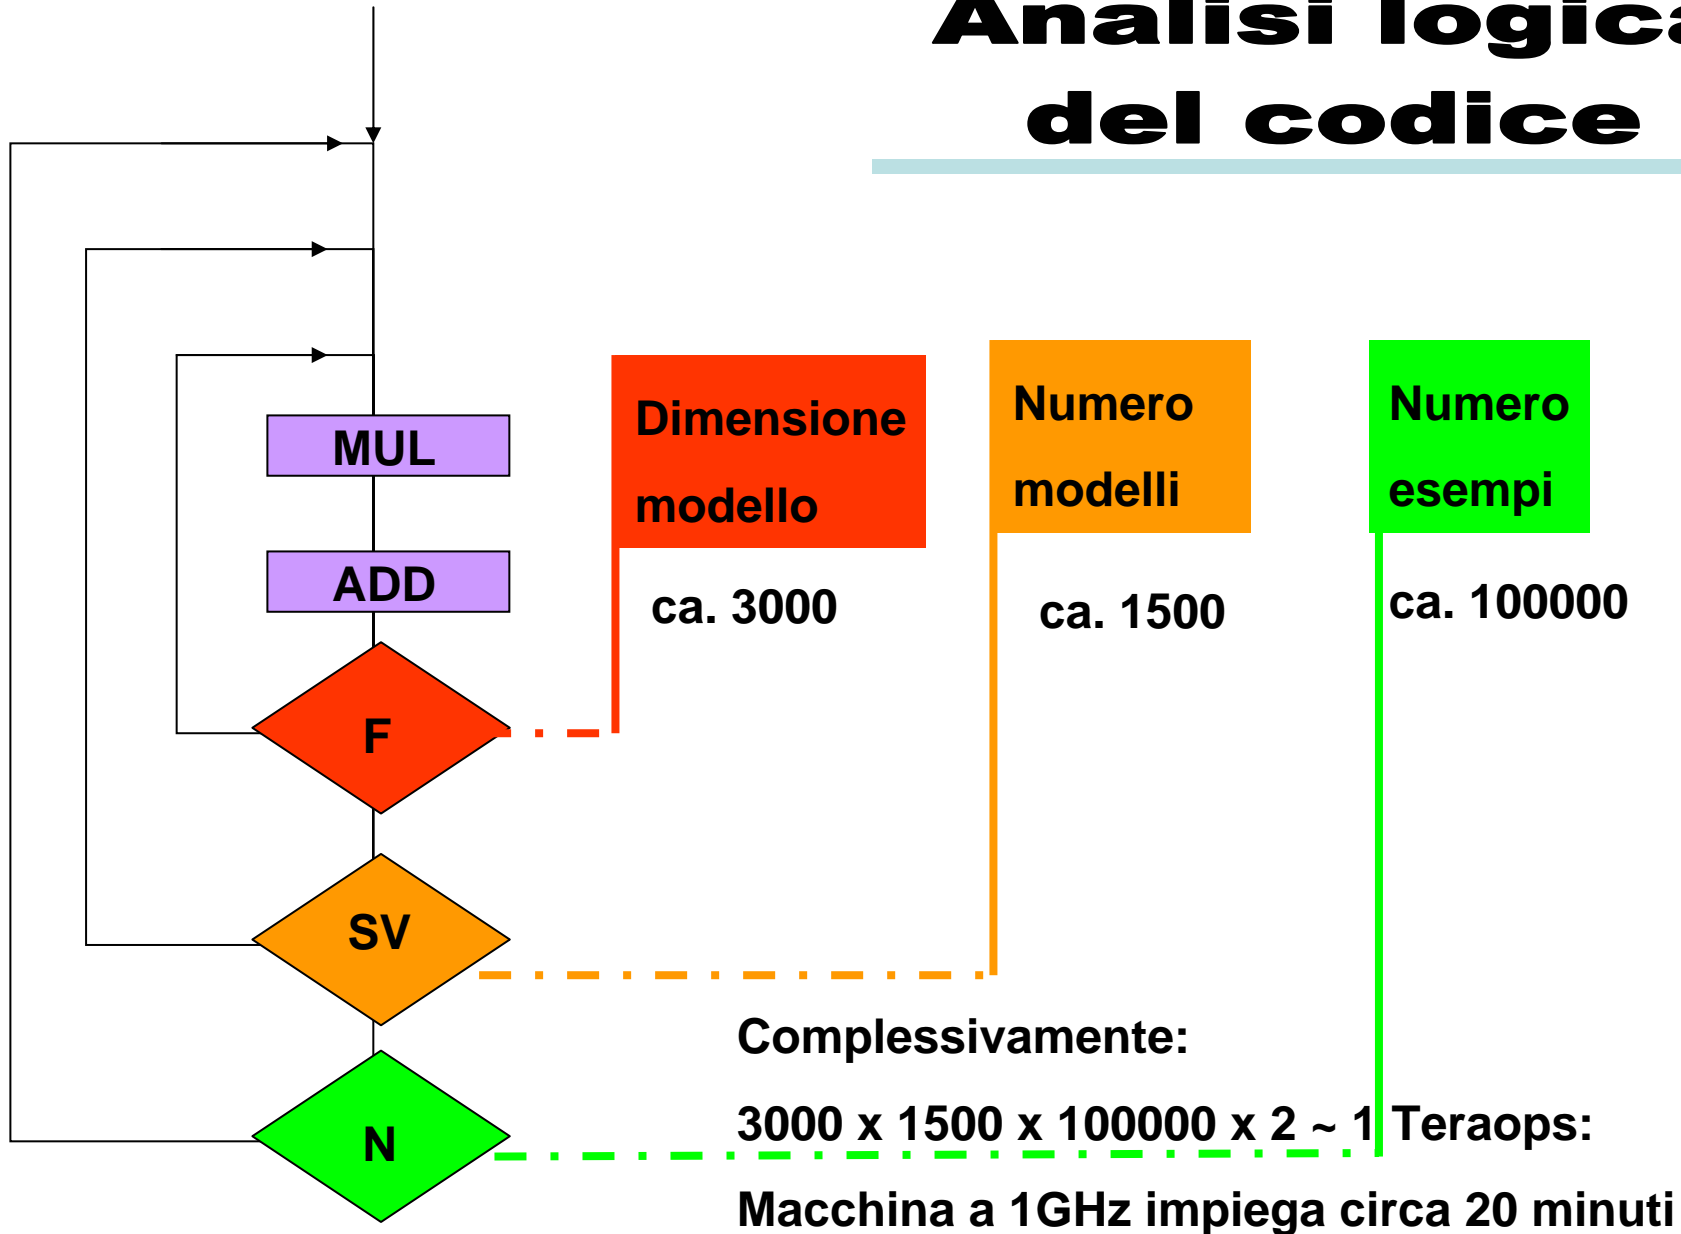 Analisi logica
del codice
MUL
ADD
F
SV
N
Dimensione
modello
ca. 3000
Numero
modelli
ca. 1500
Numero
esempi
ca. 100000
Complessivamente:
3000 x 1500 x 100000 x 2 ~ 1 Teraops:
Macchina a 1GHz impiega circa 20 minuti